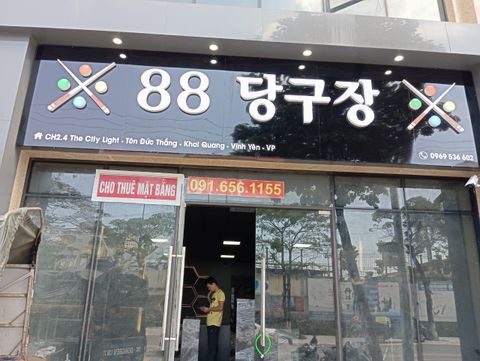 88 당구장
CH2.4 The City Light - Tôn Đức Thắng - Khai Quang - Vĩnh Yên - VP
0969 536 602
CHO THUÊ MẶT BẰNG
091.656.1155